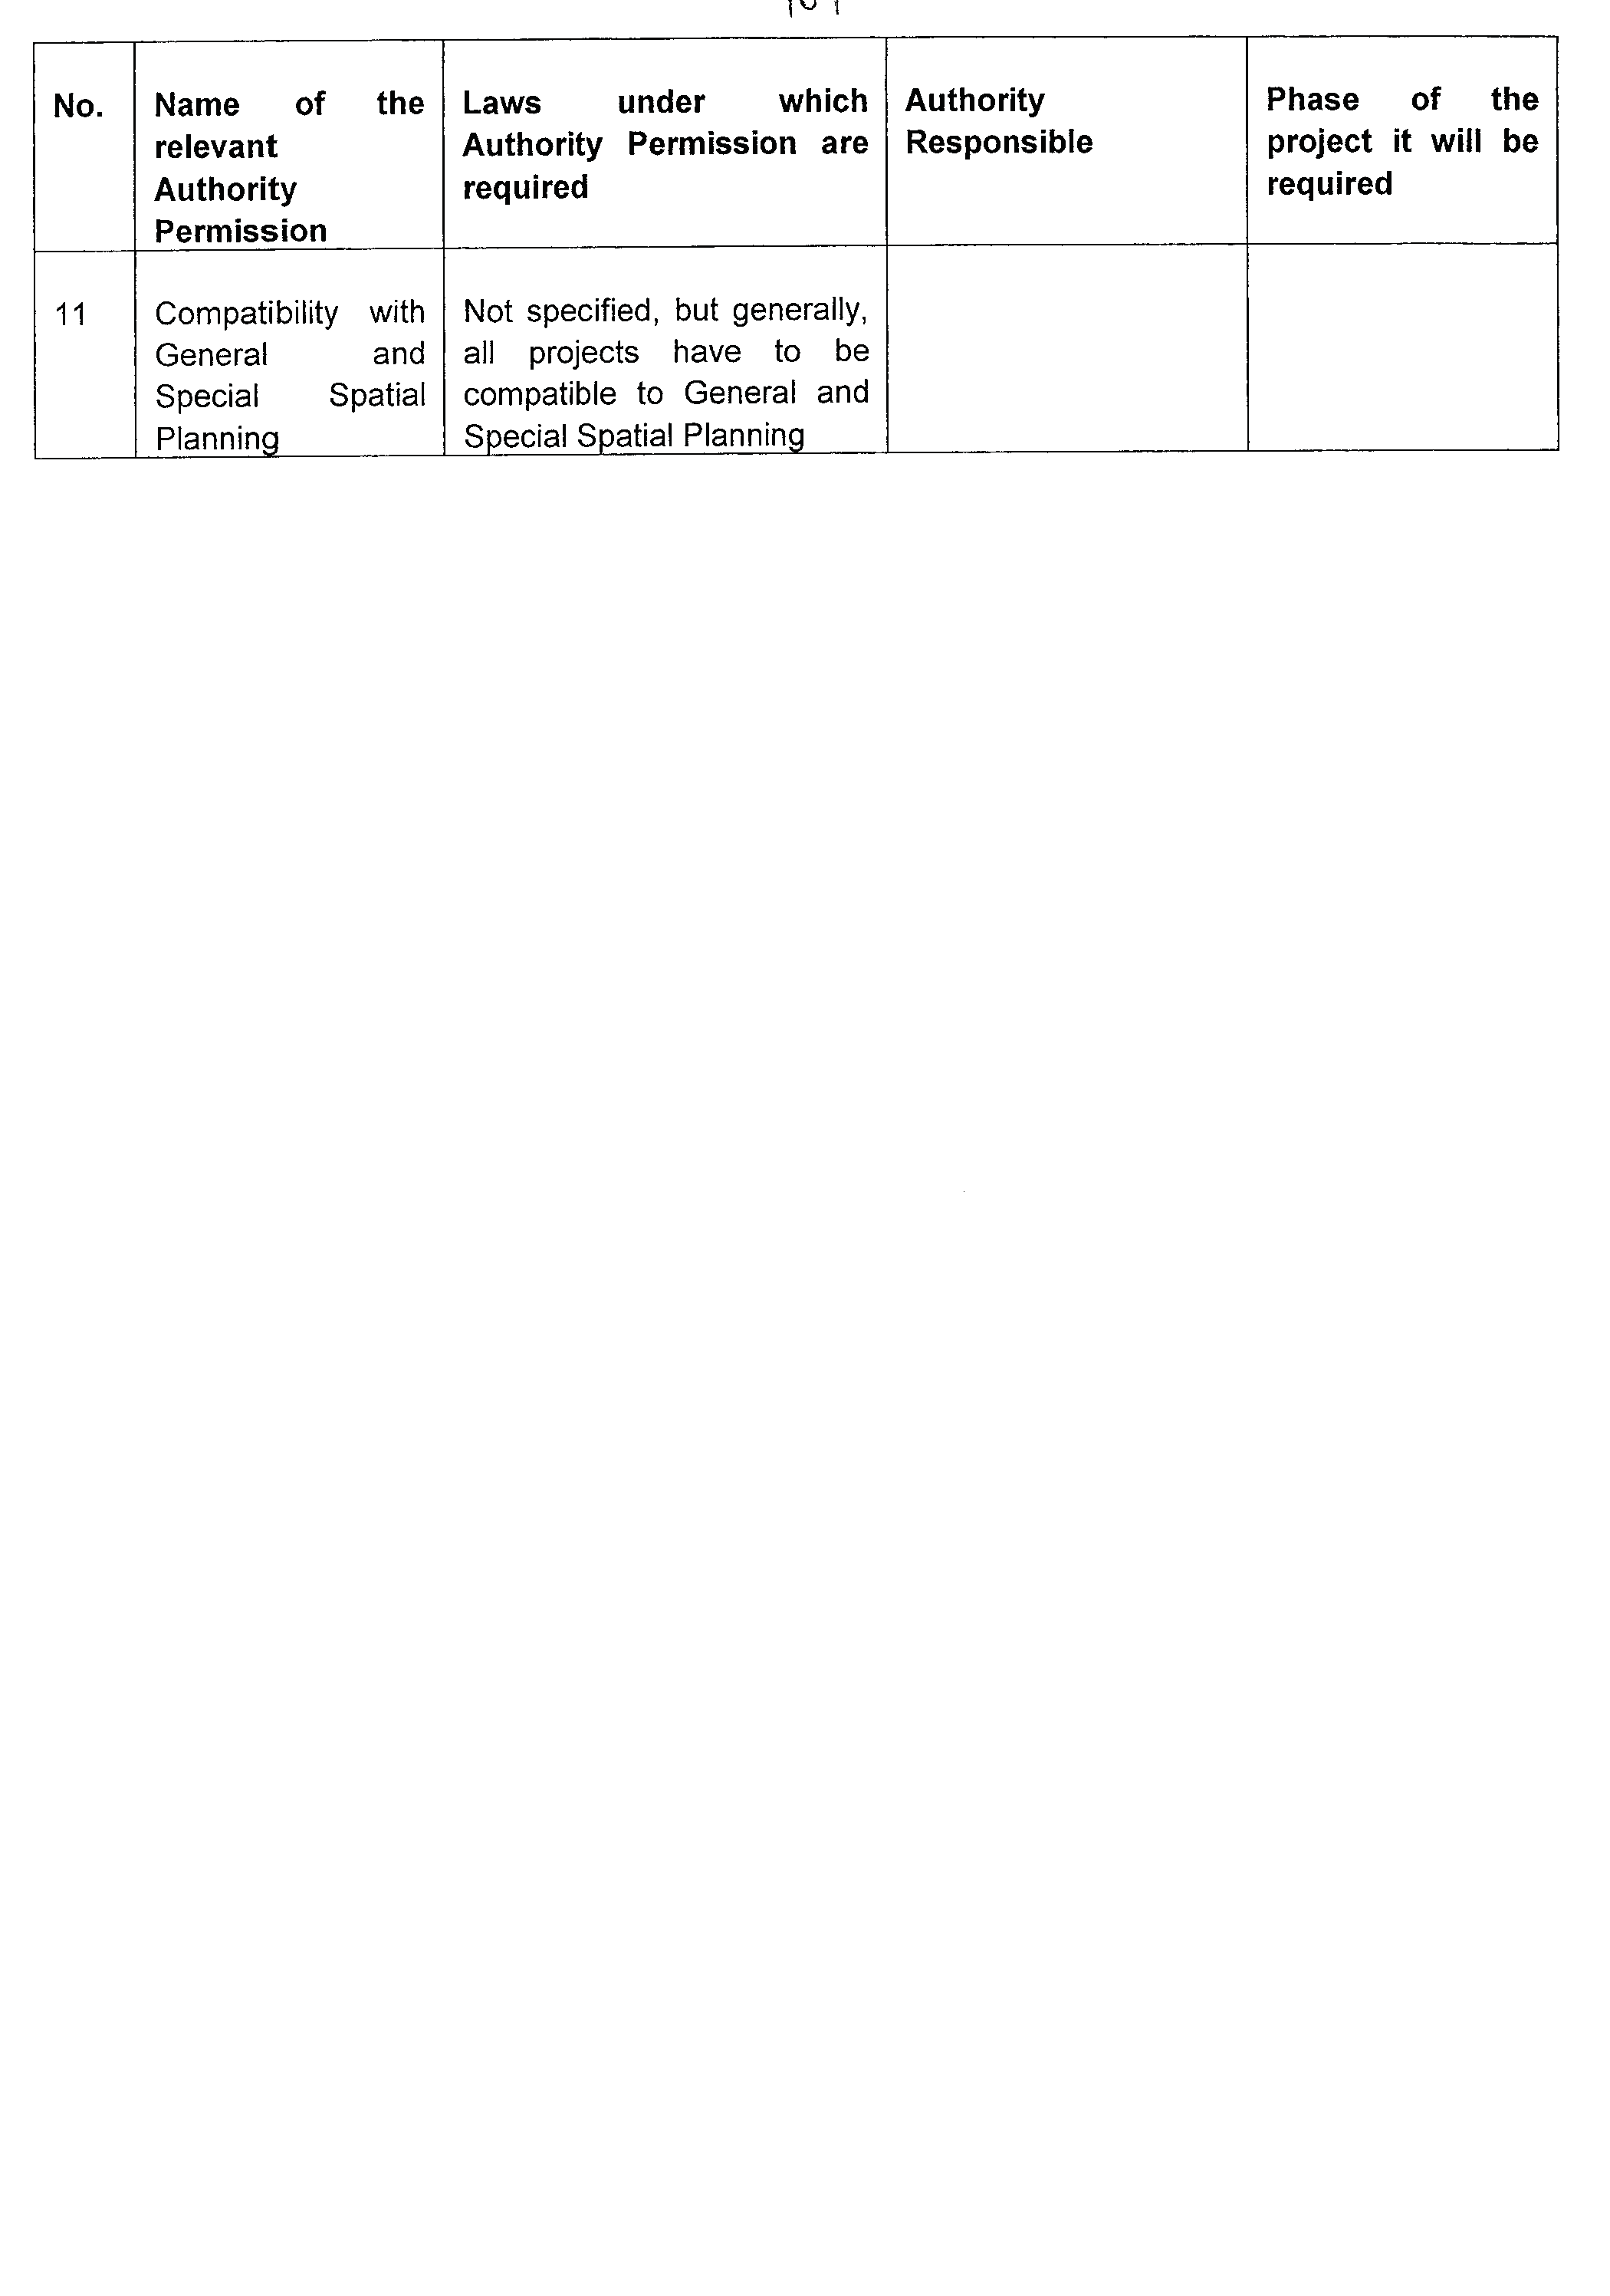 No.
Name of the
relevant
Authority
Permission
Laws under which
Authority Permission are
required
Authority
Responsible
Phase of the
project it will be
required
11
Compatibility with
General and
Special Spatial
Planning
Not specified, but generally,
all projects have to be
compatible to General and
Special Spatial Planning